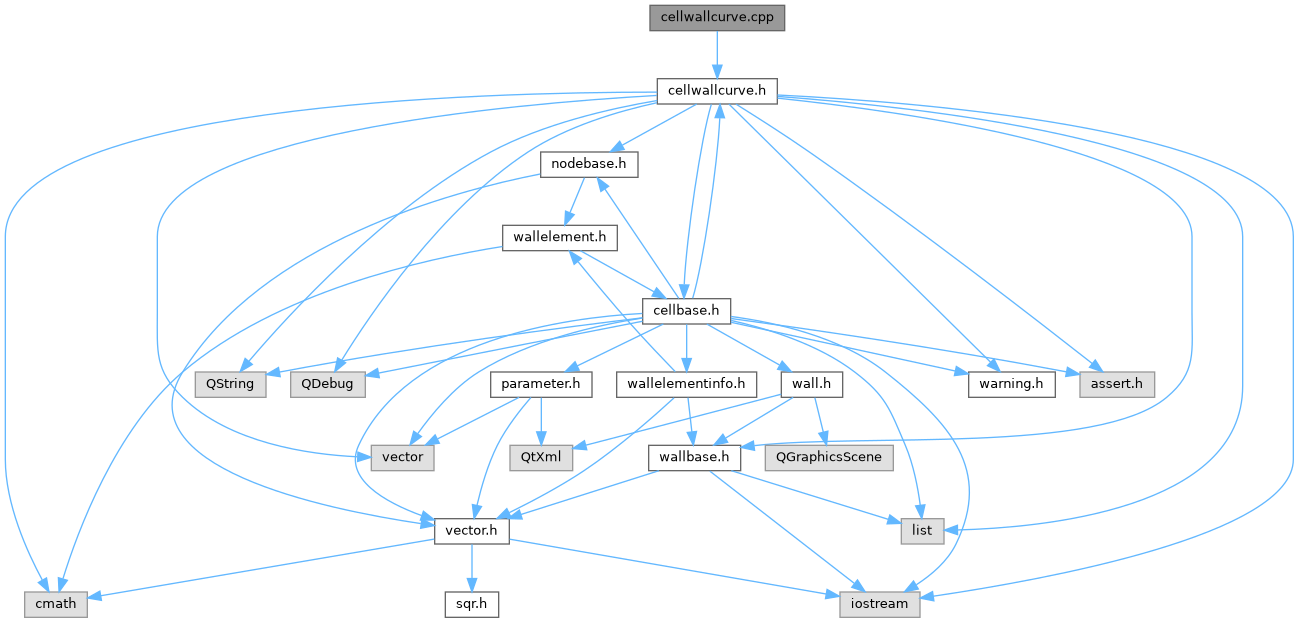 cellwallcurve.cpp
cellwallcurve.h
nodebase.h
wallelement.h
cellbase.h
QString
QDebug
parameter.h
wallelementinfo.h
wall.h
warning.h
assert.h
vector
QtXml
wallbase.h
QGraphicsScene
vector.h
list
cmath
sqr.h
iostream